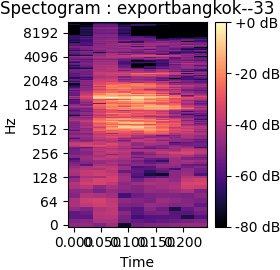 Spectogram : exportbangkok--33
8192
4096
2048
1024
512
256
128
64
0
Hz
0.000 0.050 0.100 0.150 0.200
Time
+0 dB
-20 dB
-40 dB
-60 dB
-80 dB